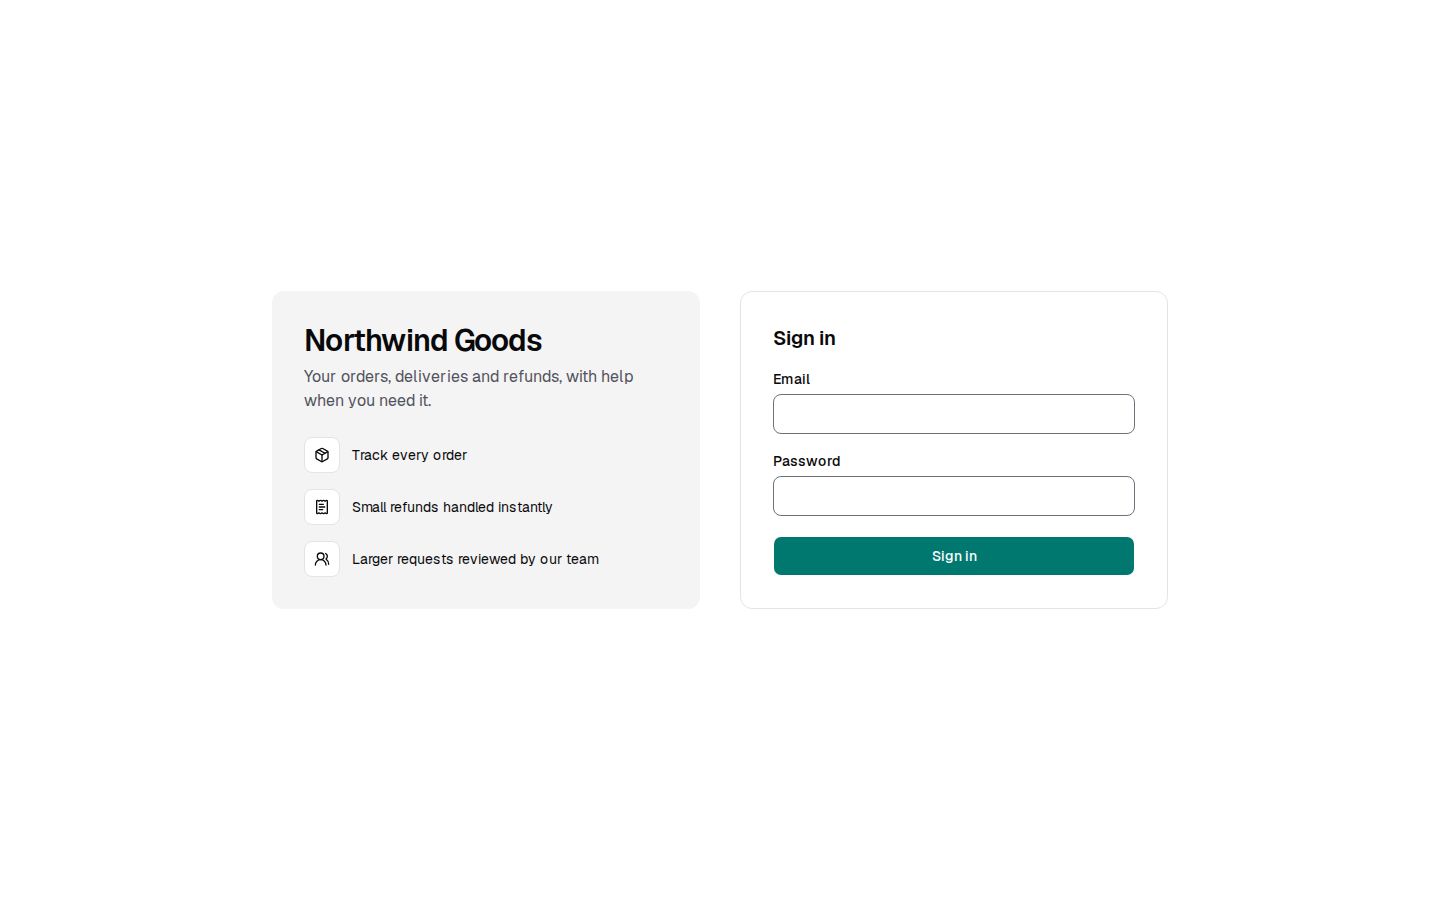 Northwind Goods
Your orders, deliveries and refunds, with help
when you need it.
Track every order
Small refunds handled instantly
Larger requests reviewed by our team
Sign in
Email
Password
Sign in